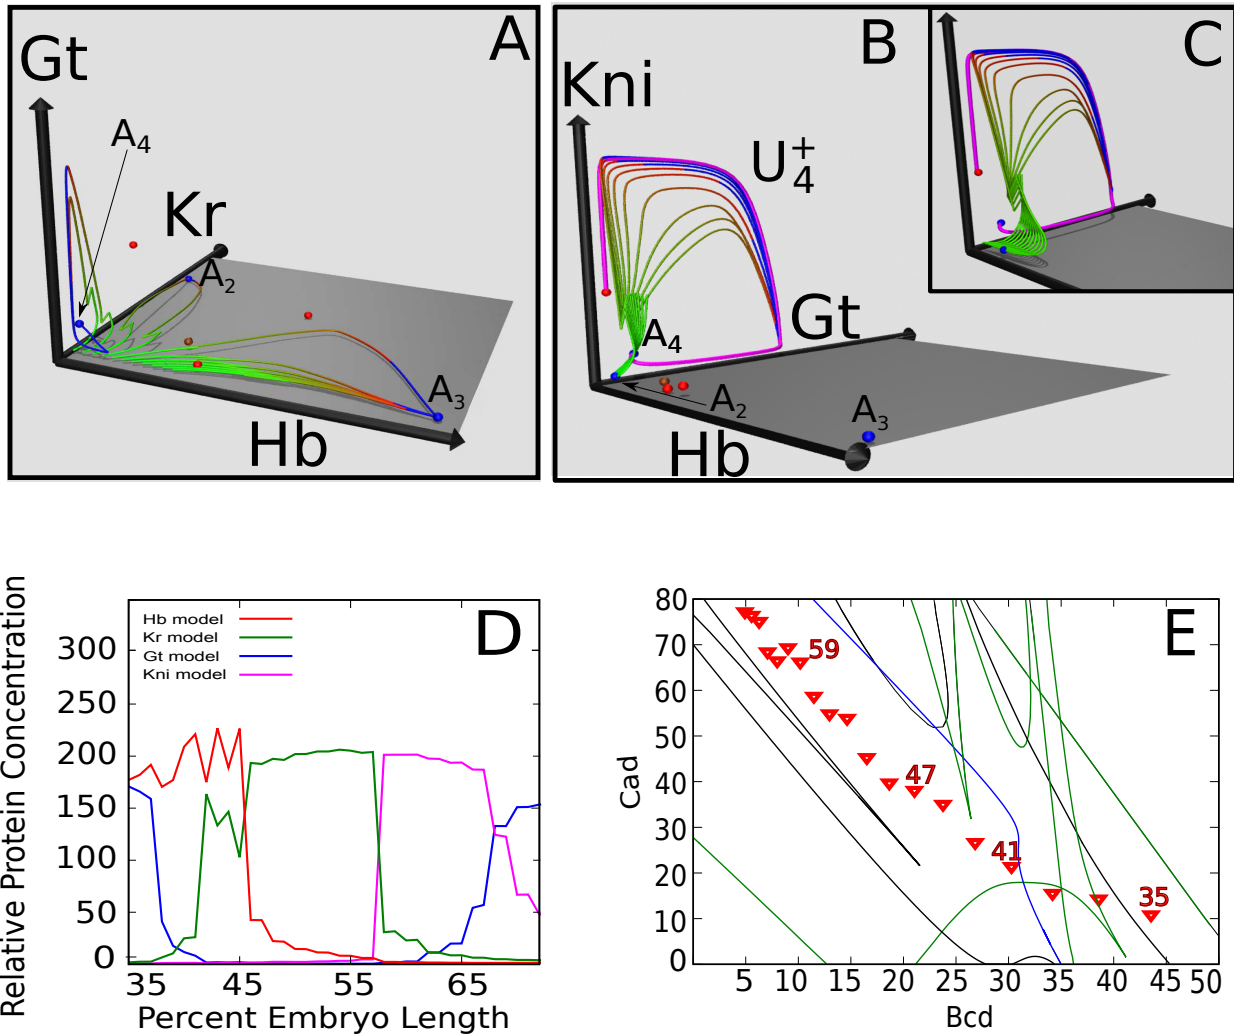 A
Gt
A4
Kr
A2
A3
Hb
B
Kni
U4+
Gt
A4
A2
A3
Hb
C
D
Relative Protein Concentration
Hb model
Kr model
Gt model
Kni model
300
250
200
150
100
50
0
35 45 55 65
Percent Embryo Length
E
Cad
80
70
60
50
40
30
20
10
0
59
47
41
35
5 10 15 20 25 30 35 40 45 50
Bcd